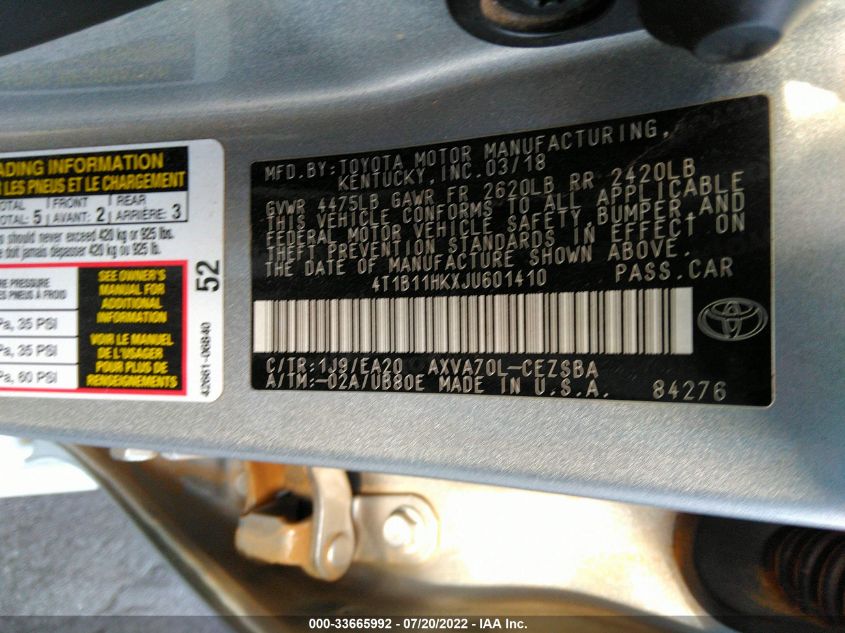 ADING INFORMATION
LES PNEUS ET LE CHARGEMENT
FRONT REAR
TOTAL: 5 AVANT: 2 ARRIÈRE: 3
should never exceed 420 kg or 925 lbs.
doit jamais dépasser 420 kg ou 925 lb.
PRESSURE
PNEUS À FROID
Pa, 35 PSI
Pa, 35 PSI
Pa, 60 PSI
SEE OWNER'S
MANUAL FOR
ADDITIONAL
INFORMATION
VOIR LE MANUEL
DE L'USAGER
POUR PLUS DE
RENSEIGNEMENTS
52
42661-06B40
MFD.BY:TOYOTA MOTOR MANUFACTURING,
KENTUCKY,INC.03/18
GVWR 4475LB GAWR FR 2620LB RR 2420LB
THIS VEHICLE CONFORMS TO ALL APPLICABLE
FEDERAL MOTOR VEHICLE SAFETY,BUMPER,AND
THEFT PREVENTION STANDARDS IN EFFECT ON
THE DATE OF MANUFACTURE SHOWN ABOVE.
4T1B11HKXJU601410 PASS.CAR
C/TR:1J9/EA20 AXVA70L-CEZSBA
A/TM:-02A/UB80E MADE IN U.S.A. 84276
000-33665992 - 07/20/2022 - IAA Inc.